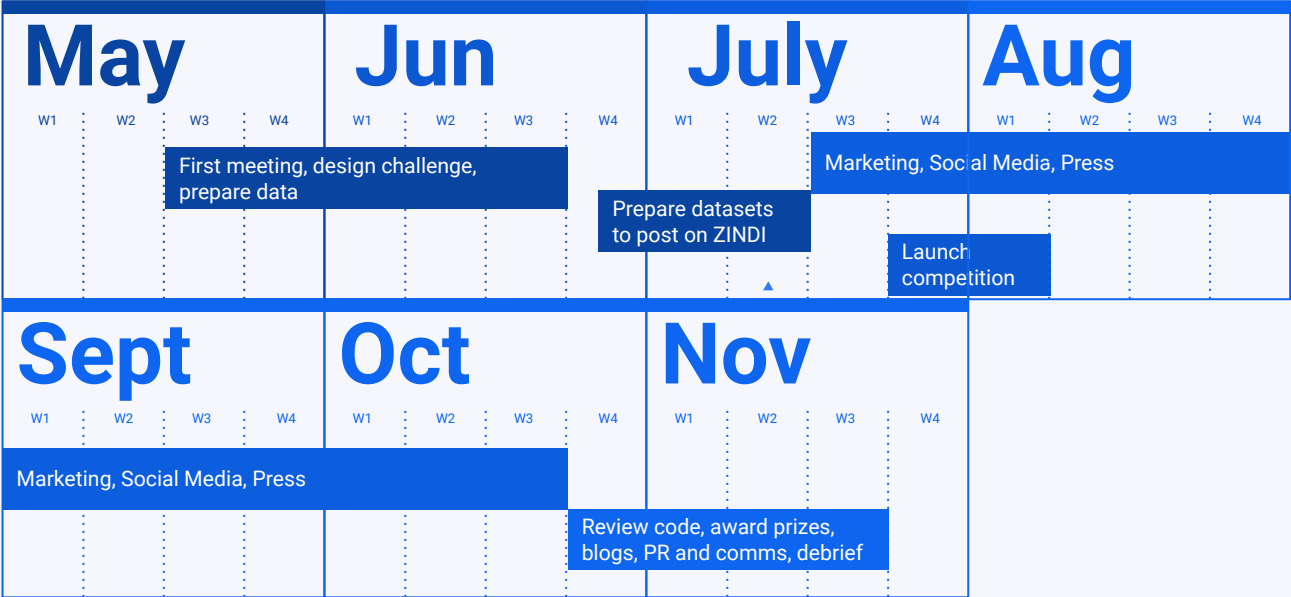 May Jun July Aug
W1 W2 W3 W4 W1 W2 W3 W4 W1 W2 W3 W4 W1 W2 W3 W4
First meeting, design challenge,
prepare data
Prepare datasets
to post on ZINDI
Marketing, Social Media, Press
Launch
competition
Sept Oct Nov
W1 W2 W3 W4 W1 W2 W3 W4 W1 W2 W3 W4
Marketing, Social Media, Press
Review code, award prizes,
blogs, PR and comms, debrief